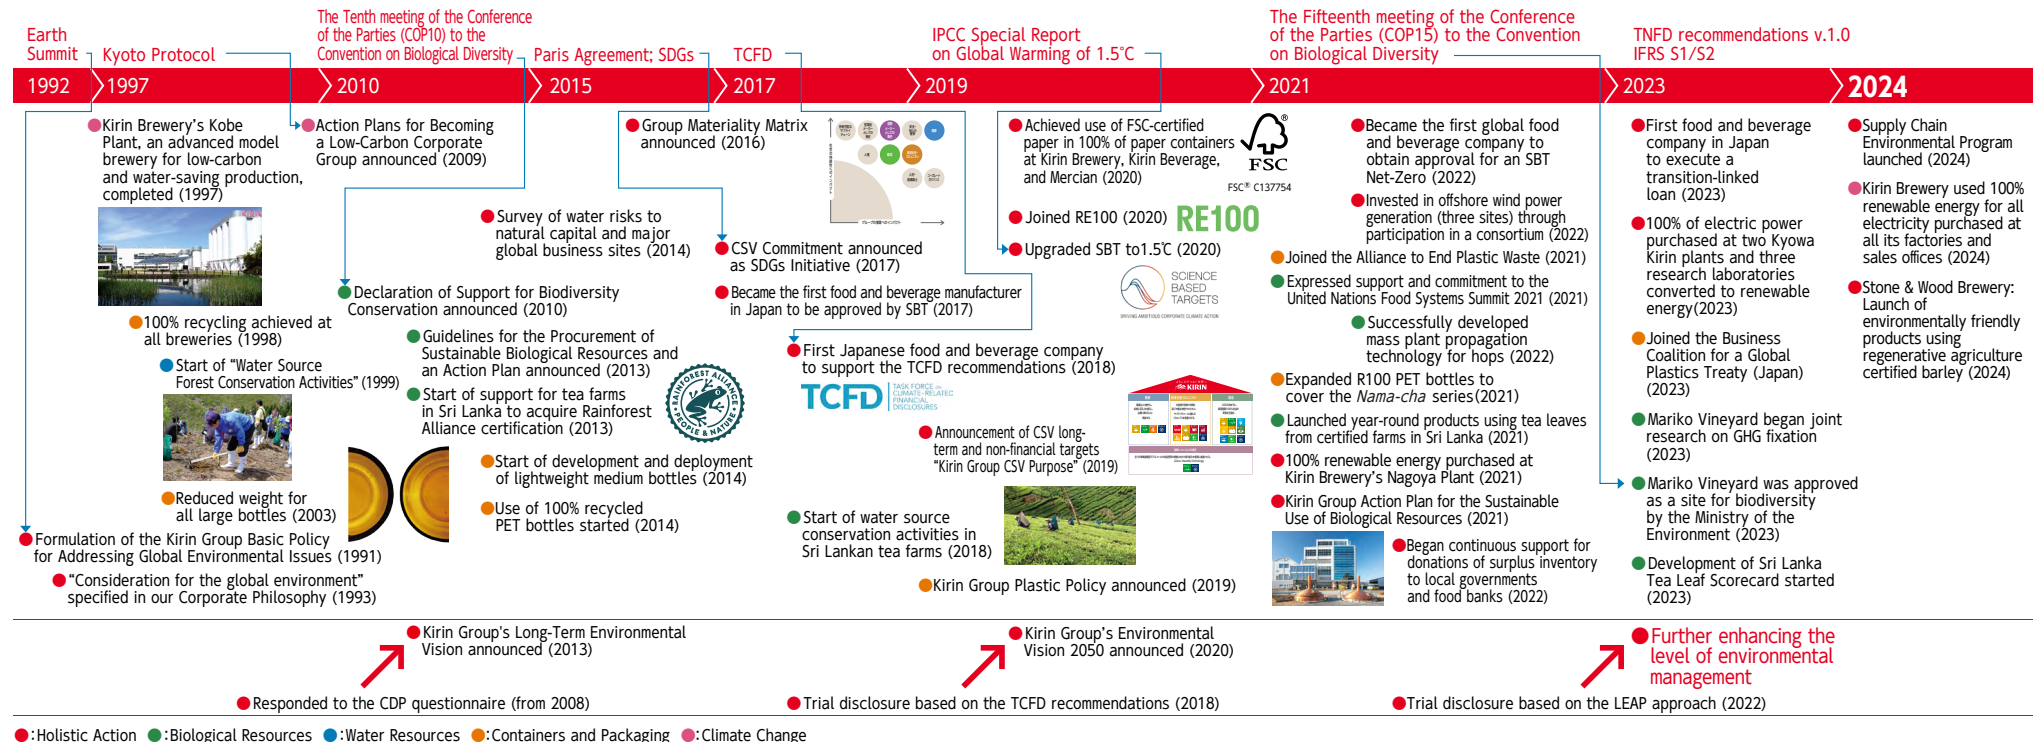 Earth
Summit
Kyoto Protocol
The Tenth meeting of the Conference
of the Parties (COP10) to the
Convention on Biological Diversity
Paris Agreement; SDGs
TCFD
IPCC Special Report
on Global Warming of 1.5℃
The Fifteenth meeting of the Conference
of the Parties (COP15) to the Convention
on Biological Diversity
TNFD recommendations v.1.0
IFRS S1/S2
1992
1997
2010
2015
2017
2019
2021
2023
2024
Kirin Brewery's Kobe
Plant, an advanced model
brewery for low-carbon
and water-saving production,
completed (1997)
100% recycling achieved at
all breweries (1998)
Start of “Water Source
Forest Conservation Activities” (1999)
Reduced weight for
all large bottles (2003)
Formulation of the Kirin Group Basic Policy
for Addressing Global Environmental Issues (1991)
“Consideration for the global environment”
specified in our Corporate Philosophy (1993)
Action Plans for Becoming
a Low-Carbon Corporate
Group announced (2009)
Survey of water risks to
natural capital and major
global business sites (2014)
Declaration of Support for Biodiversity
Conservation announced (2010)
Guidelines for the Procurement of
Sustainable Biological Resources and
an Action Plan announced (2013)
Start of support for tea farms
in Sri Lanka to acquire Rainforest
Alliance certification (2013)
RAINFOREST ALLIANCE
PEOPLE & NATURE
Start of development and deployment
of lightweight medium bottles (2014)
Use of 100% recycled
PET bottles started (2014)
Group Materiality Matrix
announced (2016)
CSV Commitment announced
as SDGs Initiative (2017)
Became the first food and beverage manufacturer
in Japan to be approved by SBT (2017)
First Japanese food and beverage company
to support the TCFD recommendations (2018)
TCFD
TASK FORCE ON
CLIMATE-RELATED
FINANCIAL
DISCLOSURES
Announcement of CSV long-
term and non-financial targets
“Kirin Group CSV Purpose” (2019)
KIRIN
Start of water source
conservation activities in
Sri Lankan tea farms (2018)
Kirin Group Plastic Policy announced (2019)
Achieved use of FSC-certified
paper in 100% of paper containers
at Kirin Brewery, Kirin Beverage,
and Mercian (2020)
FSC
FSC® C137754
Joined RE100 (2020)
RE100
Upgraded SBT to1.5℃ (2020)
SCIENCE
BASED
TARGETS
DRIVING AMBITIOUS CORPORATE CLIMATE ACTION
Became the first global food
and beverage company to
obtain approval for an SBT
Net-Zero (2022)
Invested in offshore wind power
generation (three sites) through
participation in a consortium (2022)
Joined the Alliance to End Plastic Waste (2021)
Expressed support and commitment to the
United Nations Food Systems Summit 2021 (2021)
Successfully developed
mass plant propagation
technology for hops (2022)
Expanded R100 PET bottles to
cover the Nama-cha series(2021)
Launched year-round products using tea leaves
from certified farms in Sri Lanka (2021)
100% renewable energy purchased at
Kirin Brewery's Nagoya Plant (2021)
Kirin Group Action Plan for the Sustainable
Use of Biological Resources (2021)
Began continuous support for
donations of surplus inventory
to local governments
and food banks (2022)
First food and beverage
company in Japan
to execute a
transition-linked
loan (2023)
100% of electric power
purchased at two Kyowa
Kirin plants and three
research laboratories
converted to renewable
energy(2023)
Joined the Business
Coalition for a Global
Plastics Treaty (Japan)
(2023)
Mariko Vineyard began joint
research on GHG fixation
(2023)
Mariko Vineyard was approved
as a site for biodiversity
by the Ministry of the
Environment (2023)
Development of Sri Lanka
Tea Leaf Scorecard started
(2023)
Supply Chain
Environmental Program
launched (2024)
Kirin Brewery used 100%
renewable energy for all
electricity purchased at
all its factories and
sales offices (2024)
Stone & Wood Brewery:
Launch of
environmentally friendly
products using
regenerative agriculture
certified barley (2024)
Kirin Group's Long-Term Environmental
Vision announced (2013)
Responded to the CDP questionnaire (from 2008)
Kirin Group's Environmental
Vision 2050 announced (2020)
Trial disclosure based on the TCFD recommendations (2018)
Further enhancing the
level of environmental
management
Trial disclosure based on the LEAP approach (2022)
:Holistic Action :Biological Resources :Water Resources :Containers and Packaging :Climate Change